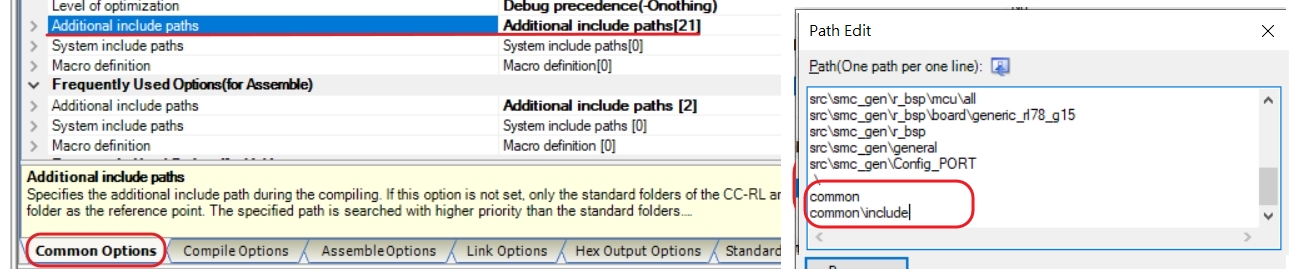 Level of optimization Debug precedence(-Onothing)
Additional include paths Additional include paths[21]
System include paths System include paths[0]
Macro definition Macro definition[0]
Frequently Used Options(for Assemble)
Additional include paths Additional include paths [2]
System include paths System include paths [0]
Macro definition Macro definition [0]
Additional include paths
Specifies the additional include path during the compiling. If this option is not set, only the standard folders of the CC-RL
folder as the reference point. The specified path is searched with higher priority than the standard folders....
Common Options Compile Options Assemble Options Link Options Hex Output Options Standard
Path Edit
Path(One path per one line):
src\smc_gen\r_bsp\mcu\all
src\smc_gen\r_bsp\board\generic_rl78_g15
src\smc_gen\r_bsp
src\smc_gen\general
src\smc_gen\Config_PORT
common
common\include